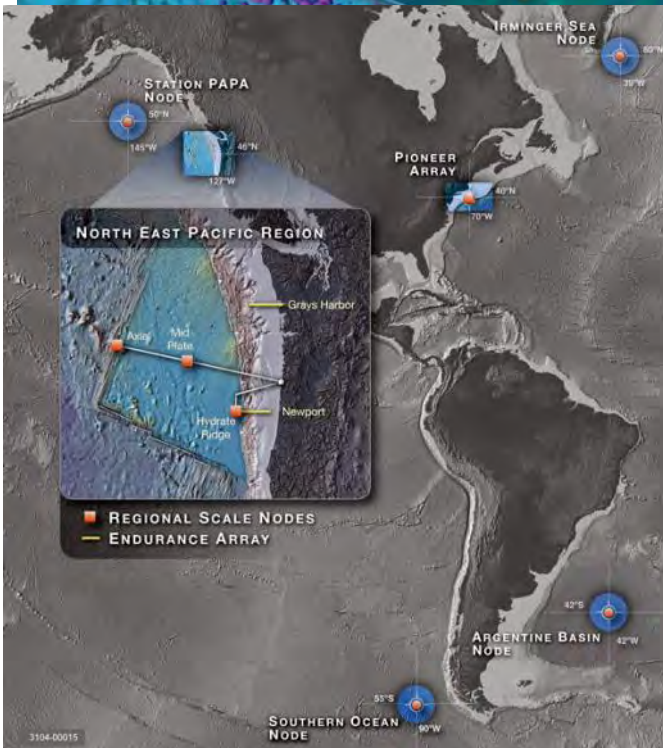 IRMINGER SEA
NODE
60°N
39°W
STATION PAPA
NODE
50°N
145°W
46°N
127°W
PIONEER
ARRAY
40°N
70°W
NORTH EAST PACIFIC REGION
Grays Harbor
Axial
Mid
Plate
Newport
Hydrate
Ridge
REGIONAL SCALE NODES
ENDURANCE ARRAY
42°S
42°W
ARGENTINE BASIN
NODE
55°S
90°W
SOUTHERN OCEAN
NODE
3104-00015